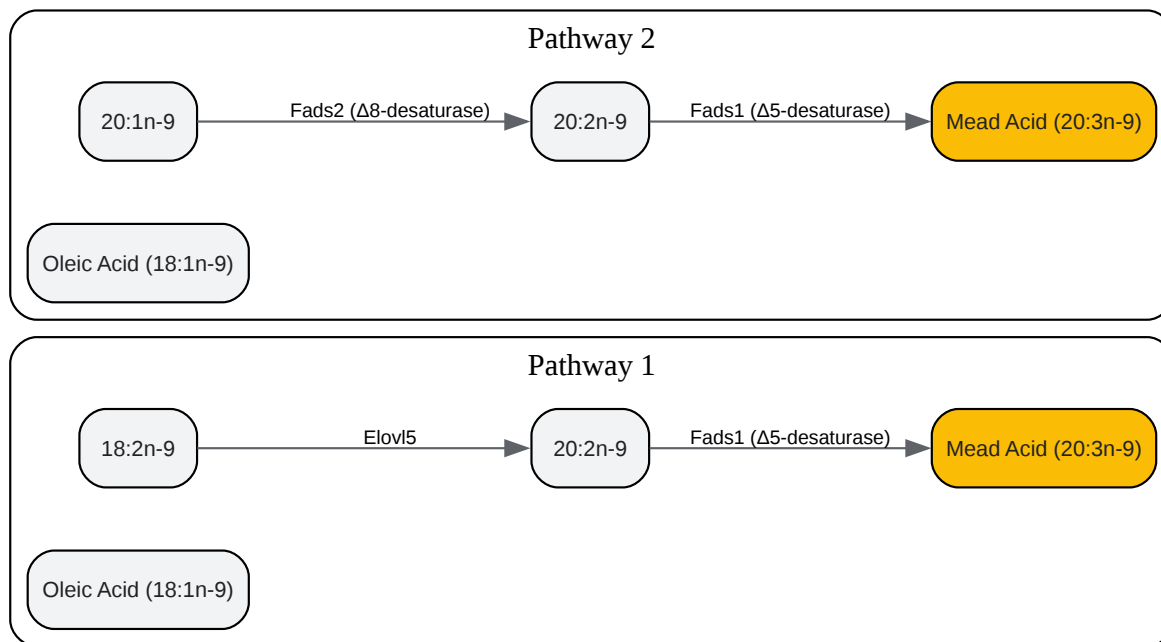 Pathway 2
20:1n-9
Fads2 (Δ8-desaturase)
20:2n-9
Fads1 (Δ5-desaturase)
Mead Acid (20:3n-9)
Oleic Acid (18:1n-9)
Pathway 1
18:2n-9
Elovl5
20:2n-9
Fads1 (Δ5-desaturase)
Mead Acid (20:3n-9)
Oleic Acid (18:1n-9)